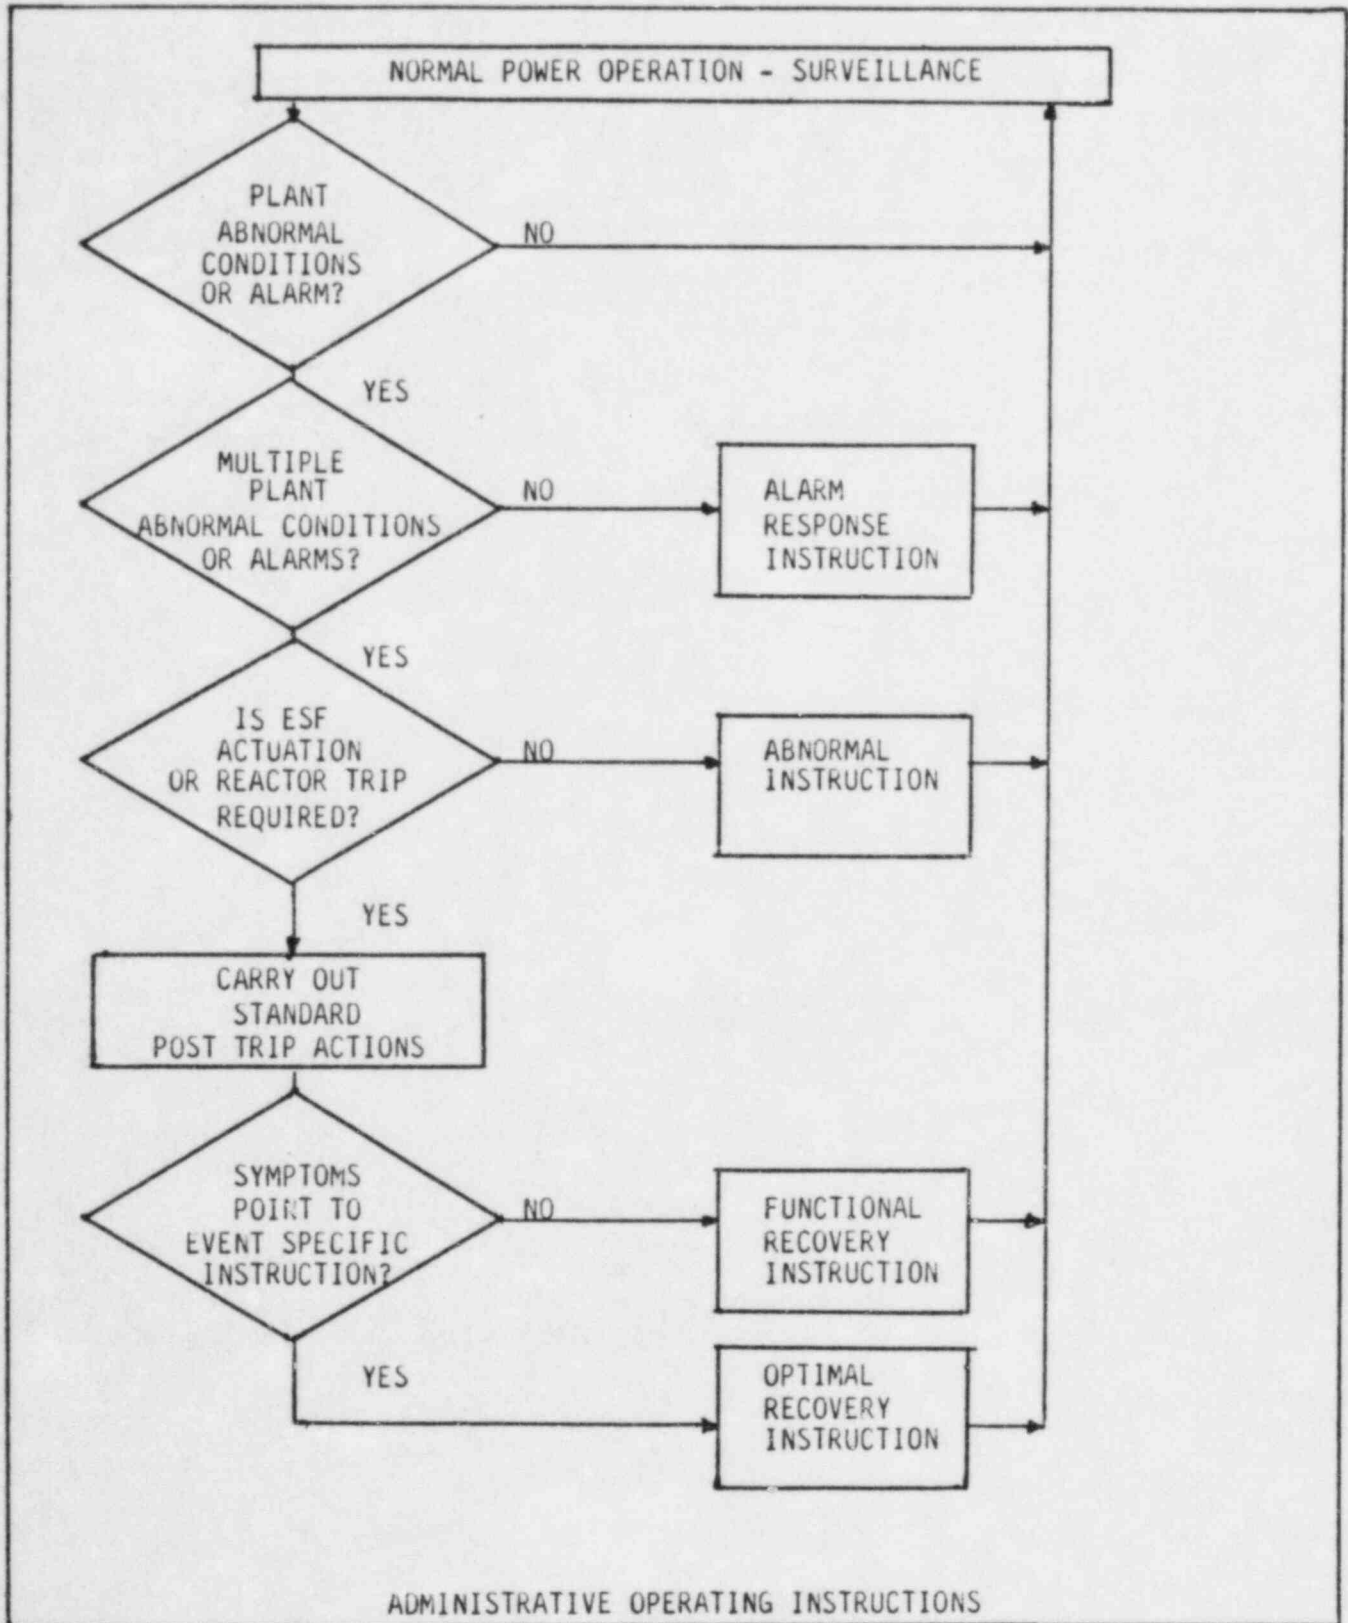 NORMAL POWER OPERATION - SURVEILLANCE
PLANT
ABNORMAL
CONDITIONS
OR ALARM?
NO
YES
MULTIPLE
PLANT
ABNORMAL CONDITIONS
OR ALARMS?
NO
ALARM
RESPONSE
INSTRUCTION
YES
IS ESF
ACTUATION
OR REACTOR TRIP
REQUIRED?
NO
ABNORMAL
INSTRUCTION
YES
CARRY OUT
STANDARD
POST TRIP ACTIONS
SYMPTOMS
POINT TO
EVENT SPECIFIC
INSTRUCTION?
NO
FUNCTIONAL
RECOVERY
INSTRUCTION
YES
OPTIMAL
RECOVERY
INSTRUCTION
ADMINISTRATIVE OPERATING INSTRUCTIONS